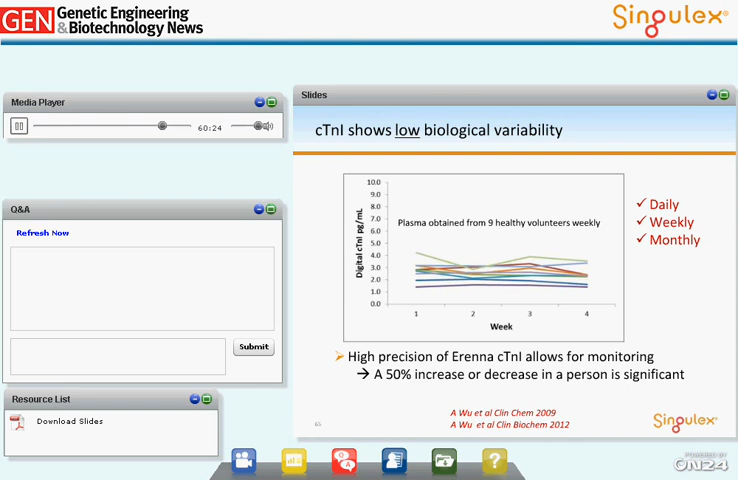 GEN Genetic Engineering
& Biotechnology News
Singulex®
Media Player
60:24
Q&A
Refresh Now
Submit
Resource List
Download Slides
Slides
cTnI shows low biological variability
10.0
9.0
8.0
7.0
6.0
5.0
4.0
3.0
2.0
1.0
0.0
Digital cTnI pg/mL
Plasma obtained from 9 healthy volunteers weekly
1 2 3 4
Week
✓ Daily
✓ Weekly
✓ Monthly
➢ High precision of Erenna cTnI allows for monitoring
→ A 50% increase or decrease in a person is significant
65
A Wu et al Clin Chem 2009
A Wu et al Clin Biochem 2012
Singulex®
Q A
?
POWERED BY
ON24